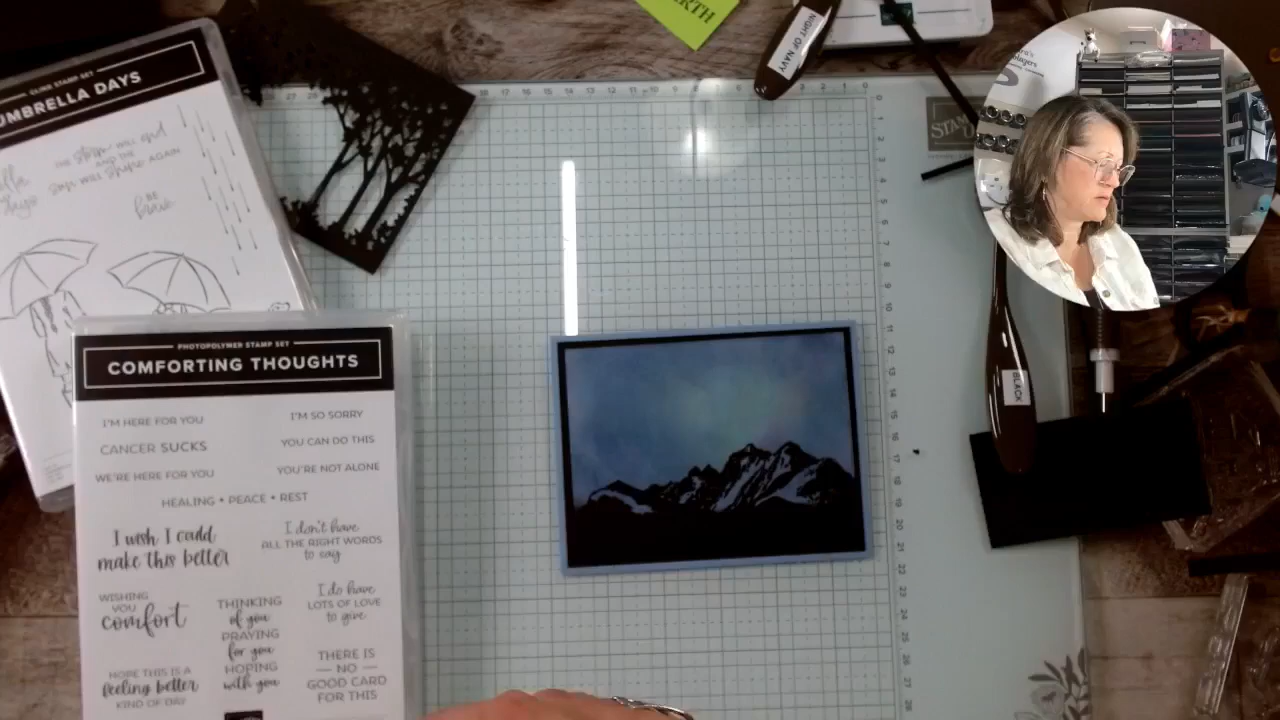 CLING STAMP SET
UMBRELLA DAYS
THE storm will end
AND THE
sun will shine AGAIN
BE
brave
PHOTOPOLYMER STAMP SET
COMFORTING THOUGHTS
I'M HERE FOR YOU
I'M SO SORRY
CANCER SUCKS
YOU CAN DO THIS
WE'RE HERE FOR YOU
YOU'RE NOT ALONE
HEALING • PEACE • REST
I wish I could
make this better
I don't have
ALL THE RIGHT WORDS
to say
WISHING
YOU
comfort
THINKING
of you
PRAYING
for you
HOPING
with you
I do have
LOTS OF LOVE
to give
HOPE THIS IS A
feeling better
KIND OF DAY
THERE IS
NO
GOOD CARD
FOR THIS
NIGHT OF NAVY
BLACK